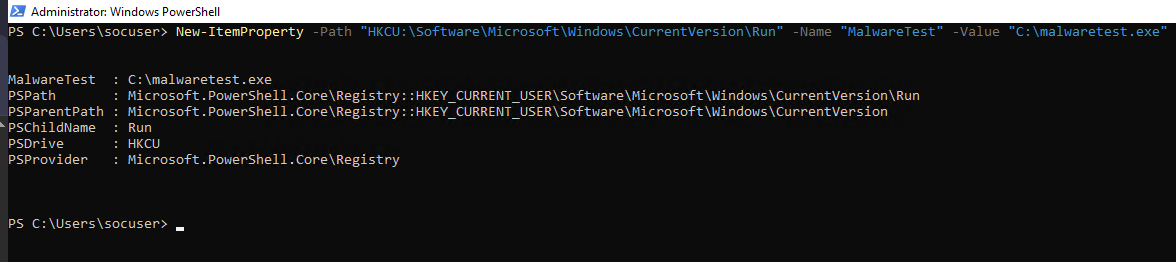 Administrator: Windows PowerShell
PS C:\Users\socuser> New-ItemProperty -Path "HKCU:\Software\Microsoft\Windows\CurrentVersion\Run" -Name "MalwareTest" -Value "C:\malwaretest.exe"
MalwareTest  : C:\malwaretest.exe
PSPath       : Microsoft.PowerShell.Core\Registry::HKEY_CURRENT_USER\Software\Microsoft\Windows\CurrentVersion\Run
PSParentPath : Microsoft.PowerShell.Core\Registry::HKEY_CURRENT_USER\Software\Microsoft\Windows\CurrentVersion
PSChildName  : Run
PSDrive      : HKCU
PSProvider   : Microsoft.PowerShell.Core\Registry
PS C:\Users\socuser>